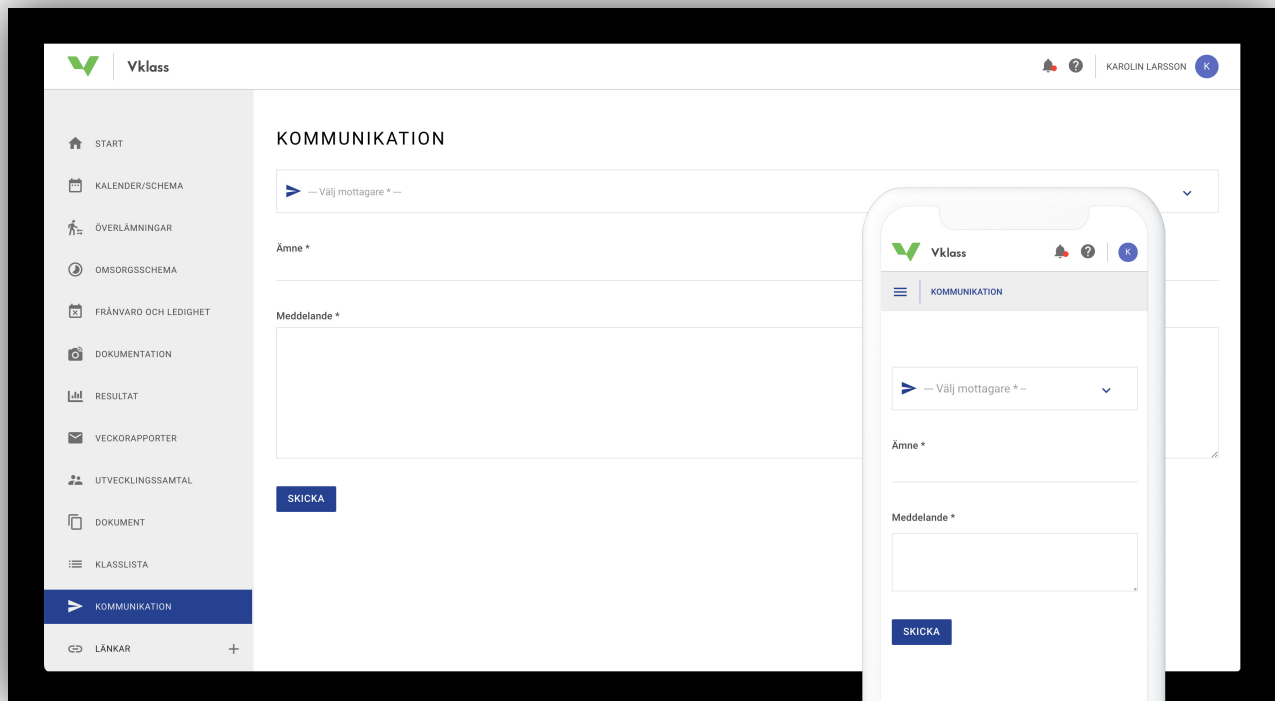 Vklass
KAROLIN LARSSON
K
START
KALENDER/SCHEMA
ÖVERLÄMNINGAR
OMSORGSSCHEMA
FRÅNVARO OCH LEDIGHET
DOKUMENTATION
RESULTAT
VECKORAPPORTER
UTVECKLINGSSAMTAL
DOKUMENT
KLASSLISTA
KOMMUNIKATION
LÄNKAR
KOMMUNIKATION
--- Välj mottagare * ---
Ämne *
Meddelande *
SKICKA
Vklass
K
KOMMUNIKATION
--- Välj mottagare * --
Ämne *
Meddelande *
SKICKA